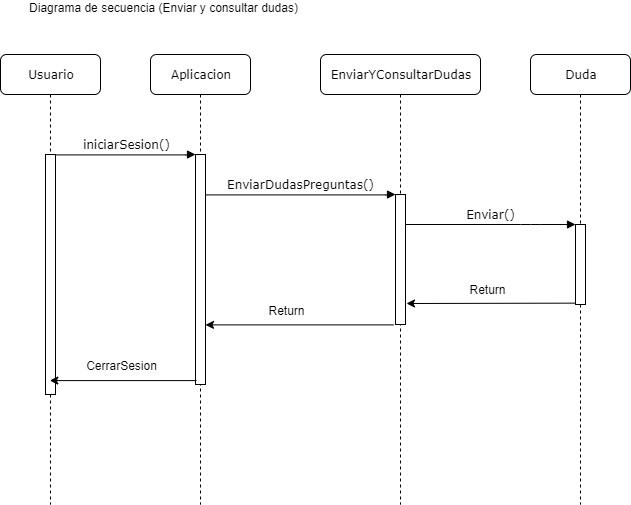 Diagrama de secuencia (Enviar y consultar dudas)
Usuario
Aplicacion
EnviarYConsultarDudas
Duda
iniciarSesion()
EnviarDudasPreguntas()
Enviar()
Return
Return
CerrarSesion